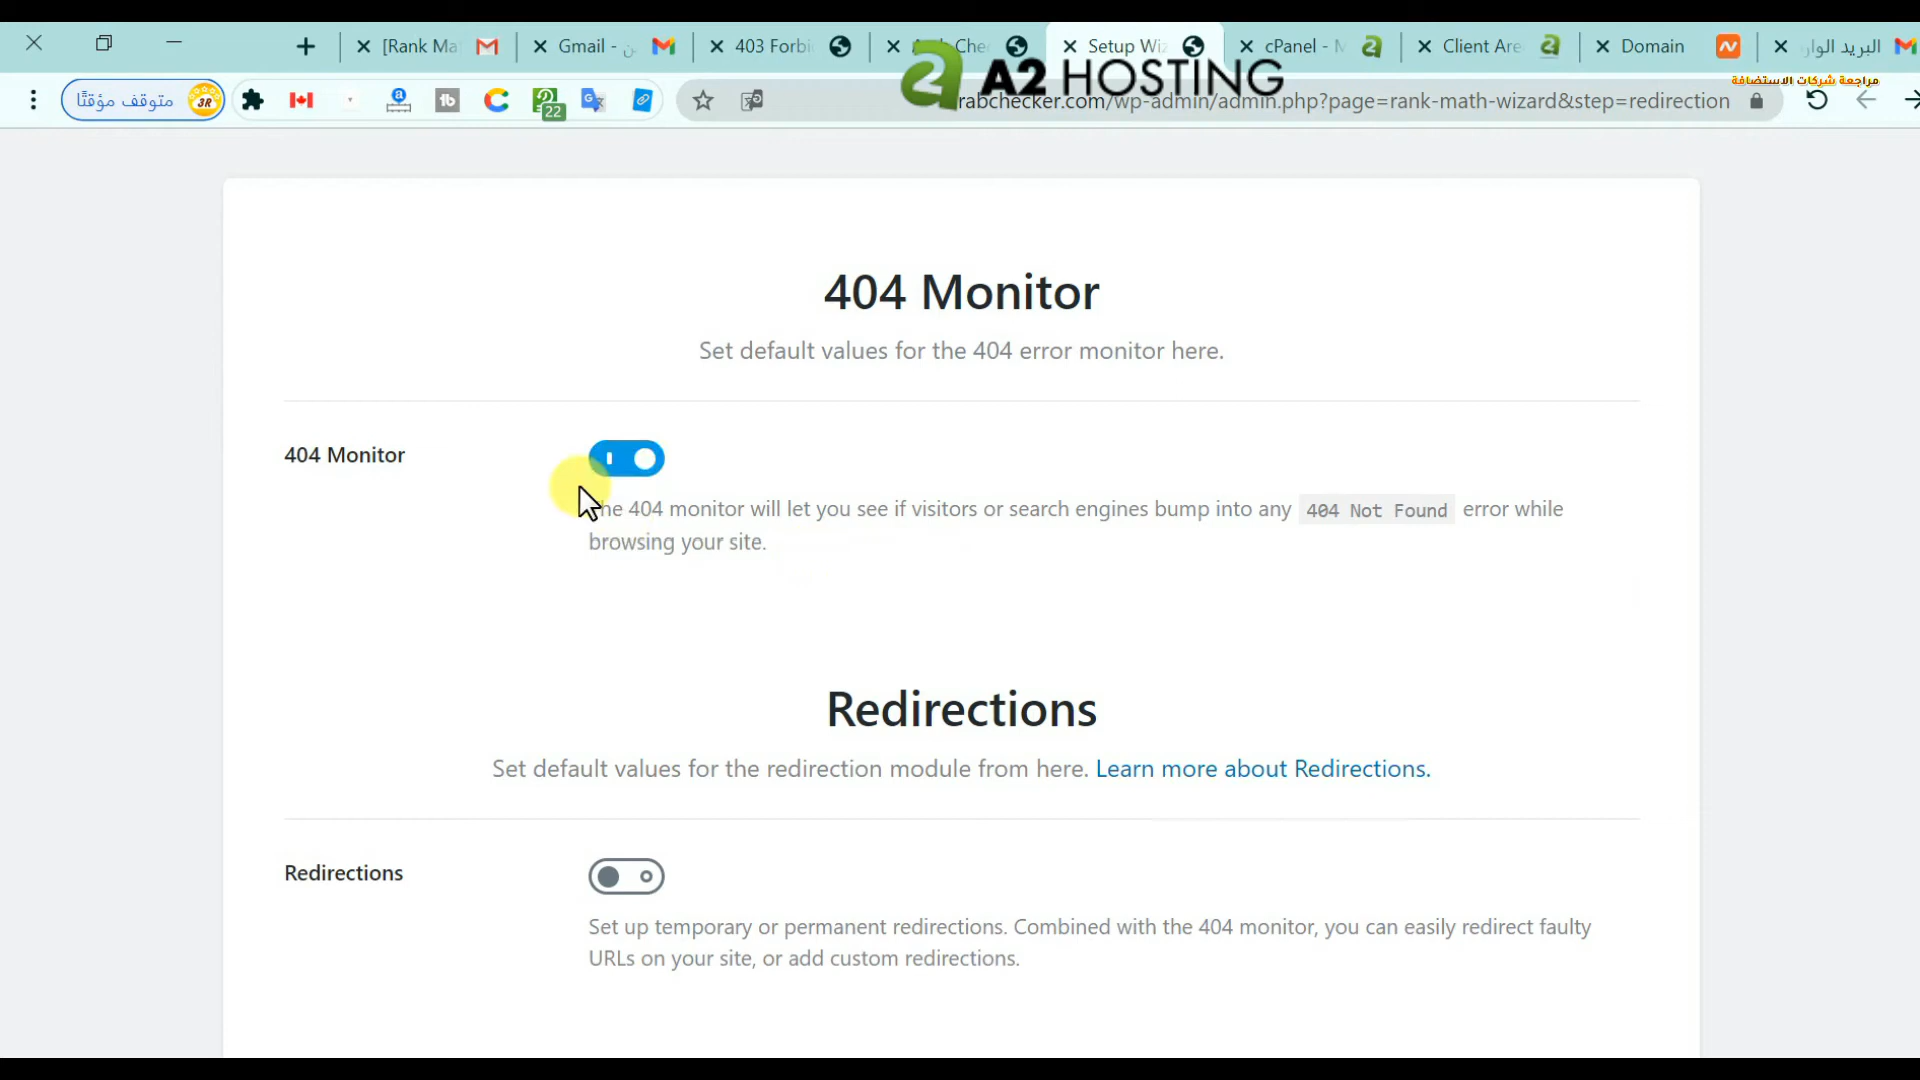 [Rank Ma
Gmail -
403 Forbi
Che
Setup Wiz
cPanel - M
Client Are
Domain
البريد الوار
A2 HOSTING
مراجعة شركات الاستضافة
متوقف مؤقتًا
3R
22
rabchecker.com/wp-admin/admin.php?page=rank-math-wizard&step=redirection
404 Monitor
Set default values for the 404 error monitor here.
404 Monitor
he 404 monitor will let you see if visitors or search engines bump into any 404 Not Found error while
browsing your site.
Redirections
Set default values for the redirection module from here. Learn more about Redirections.
Redirections
Set up temporary or permanent redirections. Combined with the 404 monitor, you can easily redirect faulty
URLs on your site, or add custom redirections.